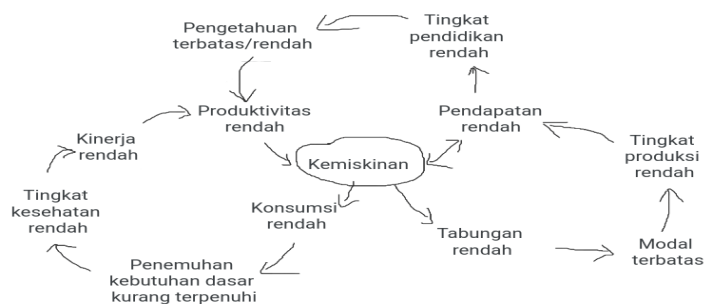 Pengetahuan
terbatas/rendah
Tingkat
pendidikan
rendah
Produktivitas
rendah
Pendapatan
rendah
Kinerja
rendah
Kemiskinan
Tingkat
produksi
rendah
Tingkat
kesehatan
rendah
Konsumsi
rendah
Tabungan
rendah
Modal
terbatas
Penemuhan
kebutuhan dasar
kurang terpenuhi